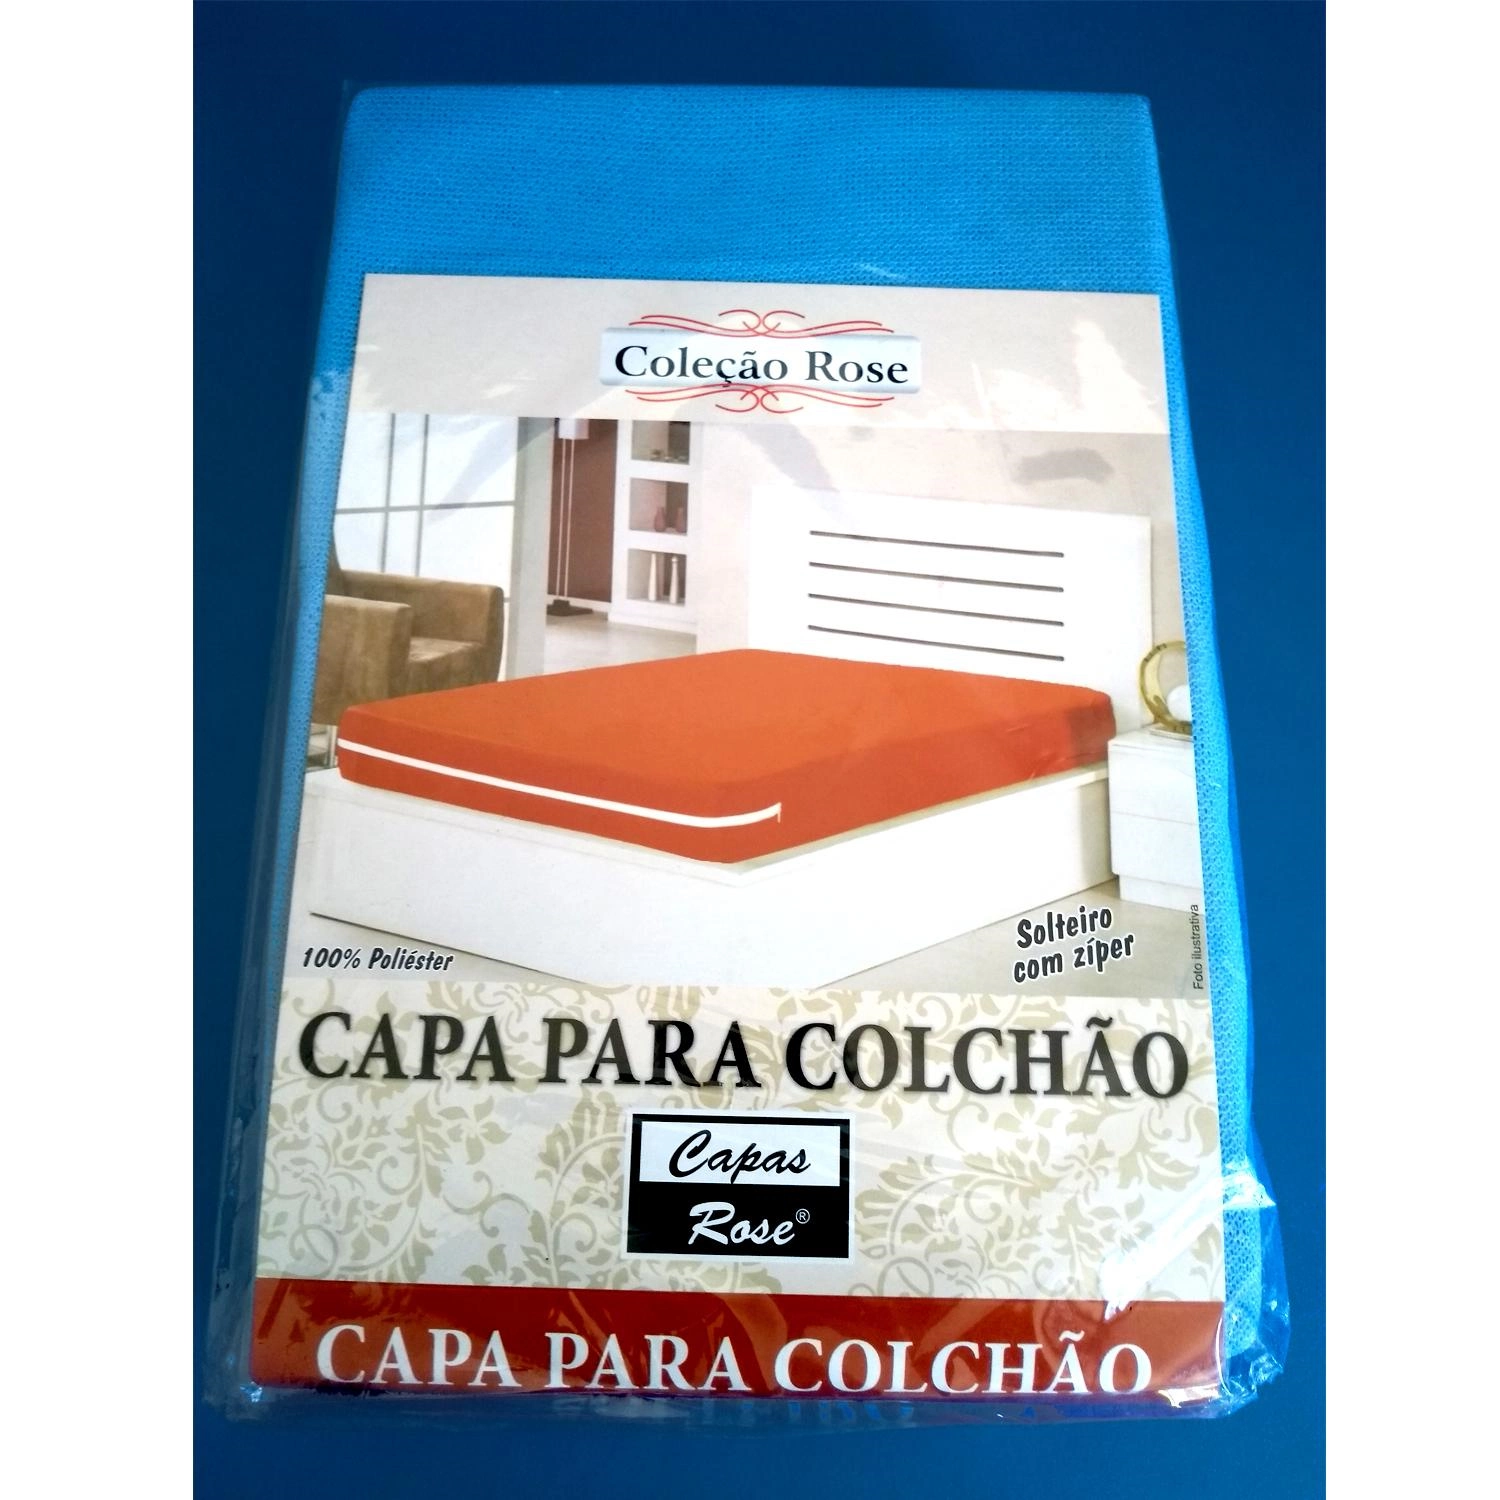 Coleção Rose
100% Poliéster
Solteiro
com zíper
Foto ilustrativa
CAPA PARA COLCHÃO
Capas
Rose®
CAPA PARA COLCHÃO